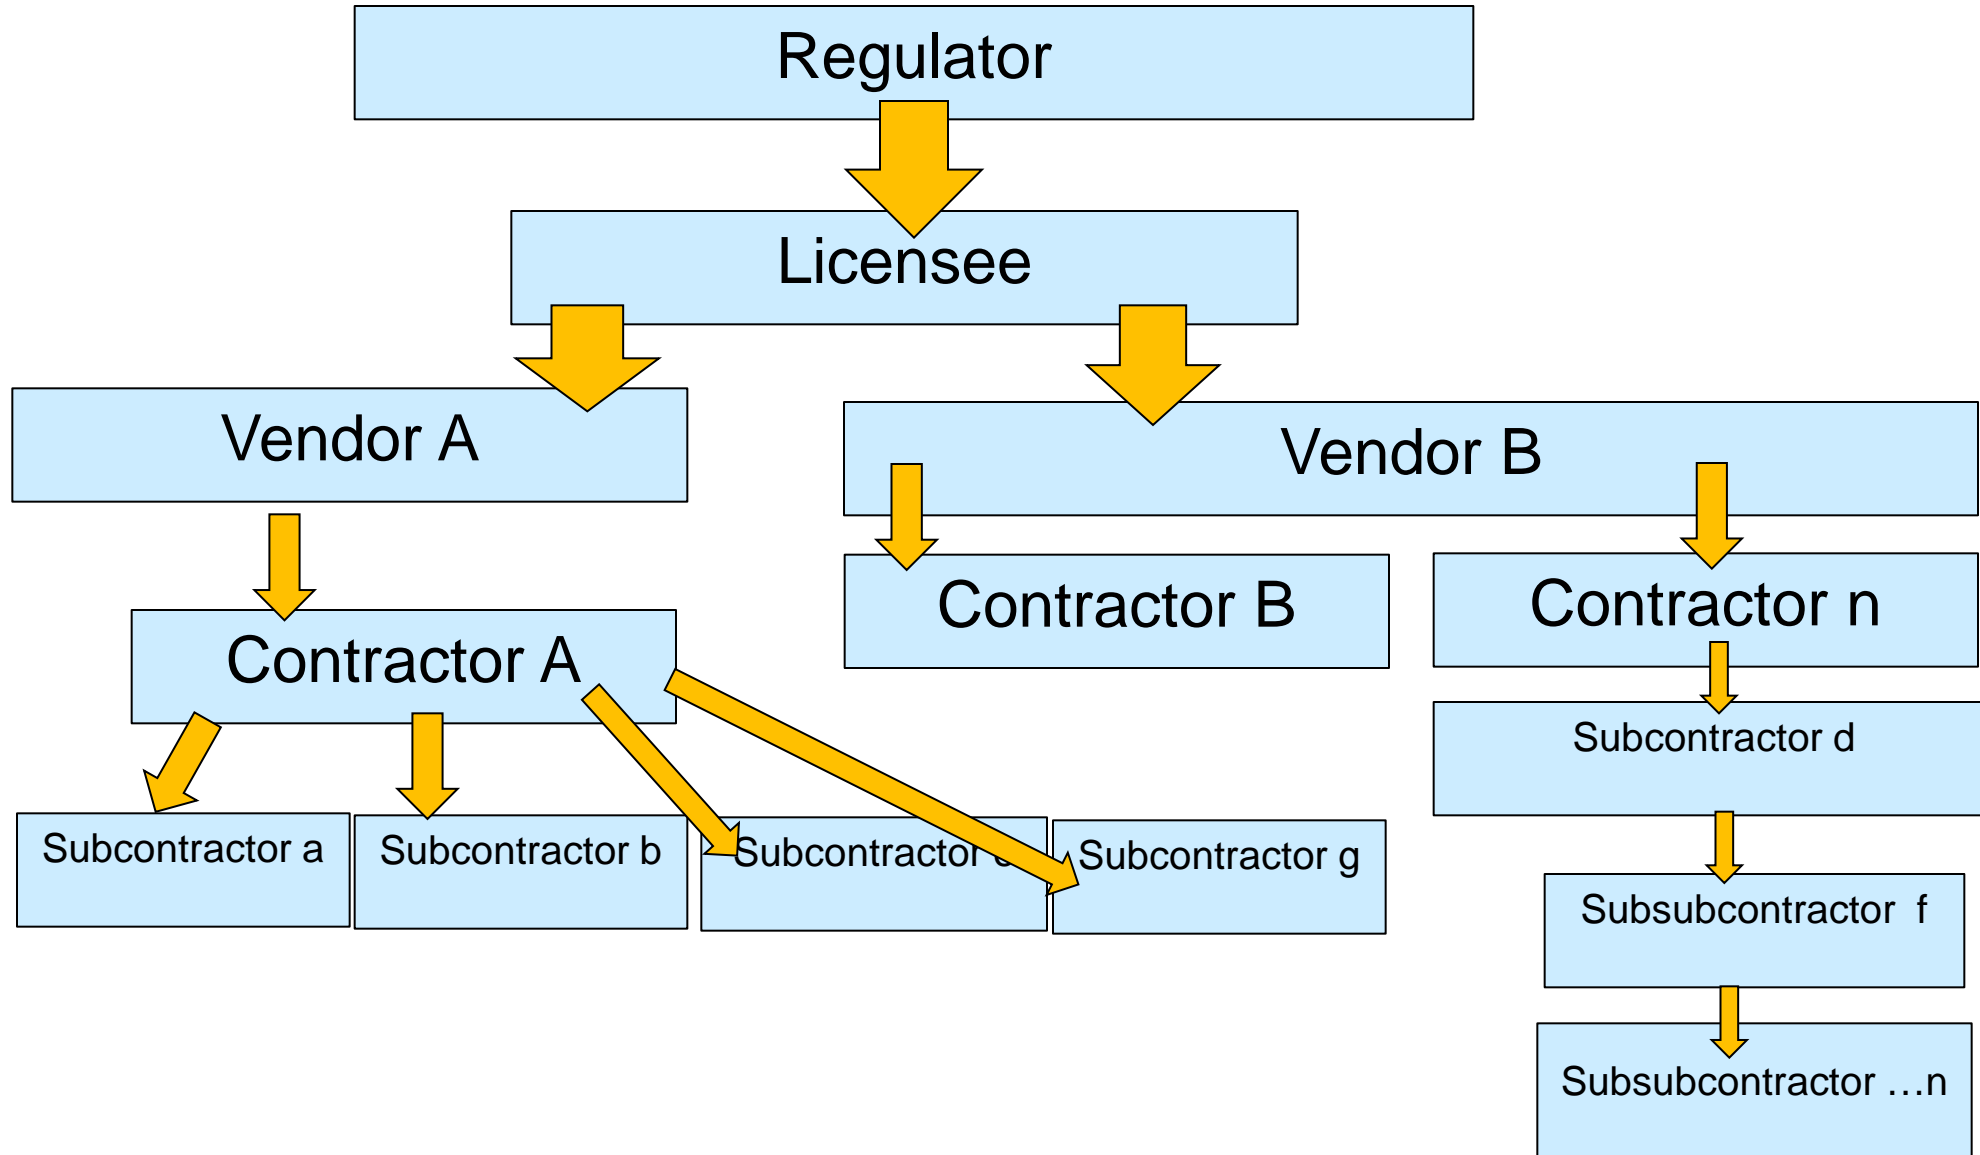 Regulator
Licensee
Vendor A
Vendor B
Contractor A
Contractor B
Contractor n
Subcontractor d
Subcontractor a
Subcontractor b
Subcontractor
Subcontractor g
Subsubcontractor f
Subsubcontractor …n